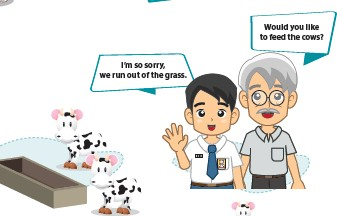 Would you like
to feed the cows?
I'm so sorry,
we run out of the grass.